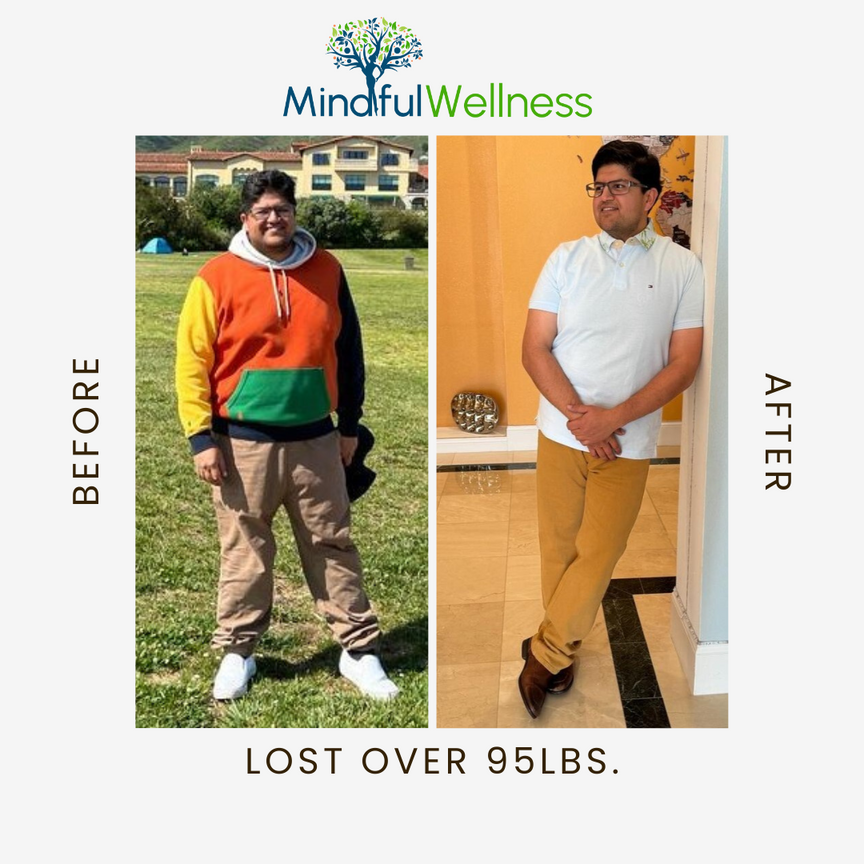 MindfulWellness
BEFORE
AFTER
LOST OVER 95LBS.